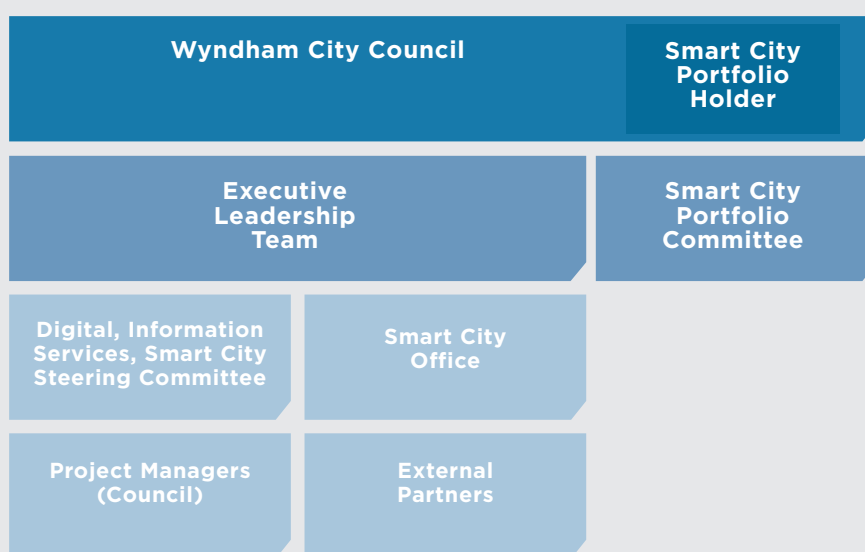 Wyndham City Council
Smart City
Portfolio
Holder
Executive
Leadership
Team
Smart City
Portfolio
Committee
Digital, Information
Services, Smart City
Steering Committee
Smart City
Office
Project Managers
(Council)
External
Partners